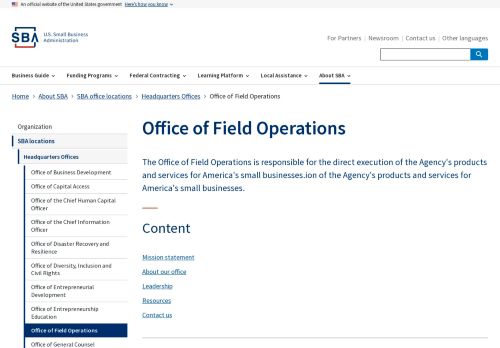 An official website of the United States government Here's how you know
SBA
U.S. Small Business
Administration
For Partners Newsroom Contact us Other languages
Business Guide Funding Programs Federal Contracting Learning Platform Local Assistance About SBA
Home About SBA SBA office locations Headquarters Offices Office of Field Operations
Organization
SBA locations
Headquarters Offices
Office of Business Development
Office of Capital Access
Office of the Chief Human Capital
Officer
Office of the Chief Information
Officer
Office of Disaster Recovery and
Resilience
Office of Diversity, Inclusion and
Civil Rights
Office of Entrepreneurial
Development
Office of Entrepreneurship
Education
Office of Field Operations
Office of General Counsel
Office of Field Operations
The Office of Field Operations is responsible for the direct execution of the Agency's products
and services for America's small businesses.ion of the Agency's products and services for
America's small businesses.
Content
Mission statement
About our office
Leadership
Resources
Contact us